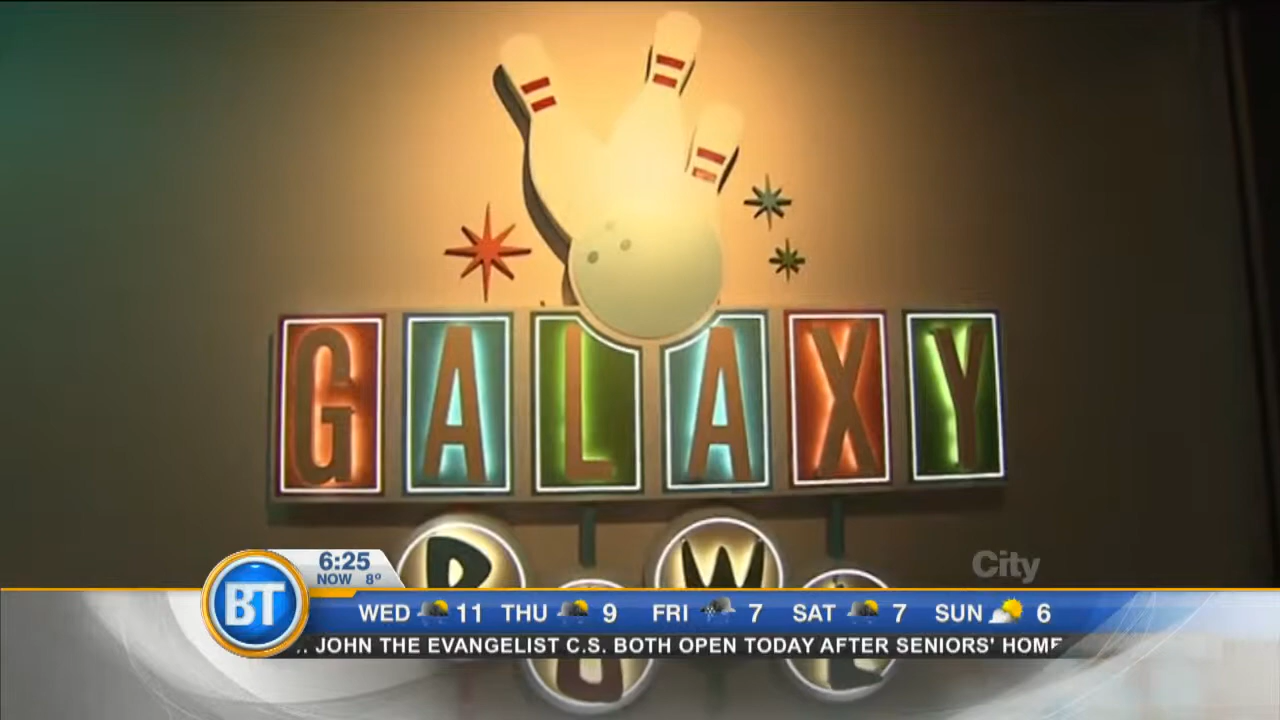 GALAXY
BOWL
City
6:25
NOW 8°
BT
WED 11 THU 9 FRI 7 SAT 7 SUN 6
. JOHN THE EVANGELIST C.S. BOTH OPEN TODAY AFTER SENIORS' HOME